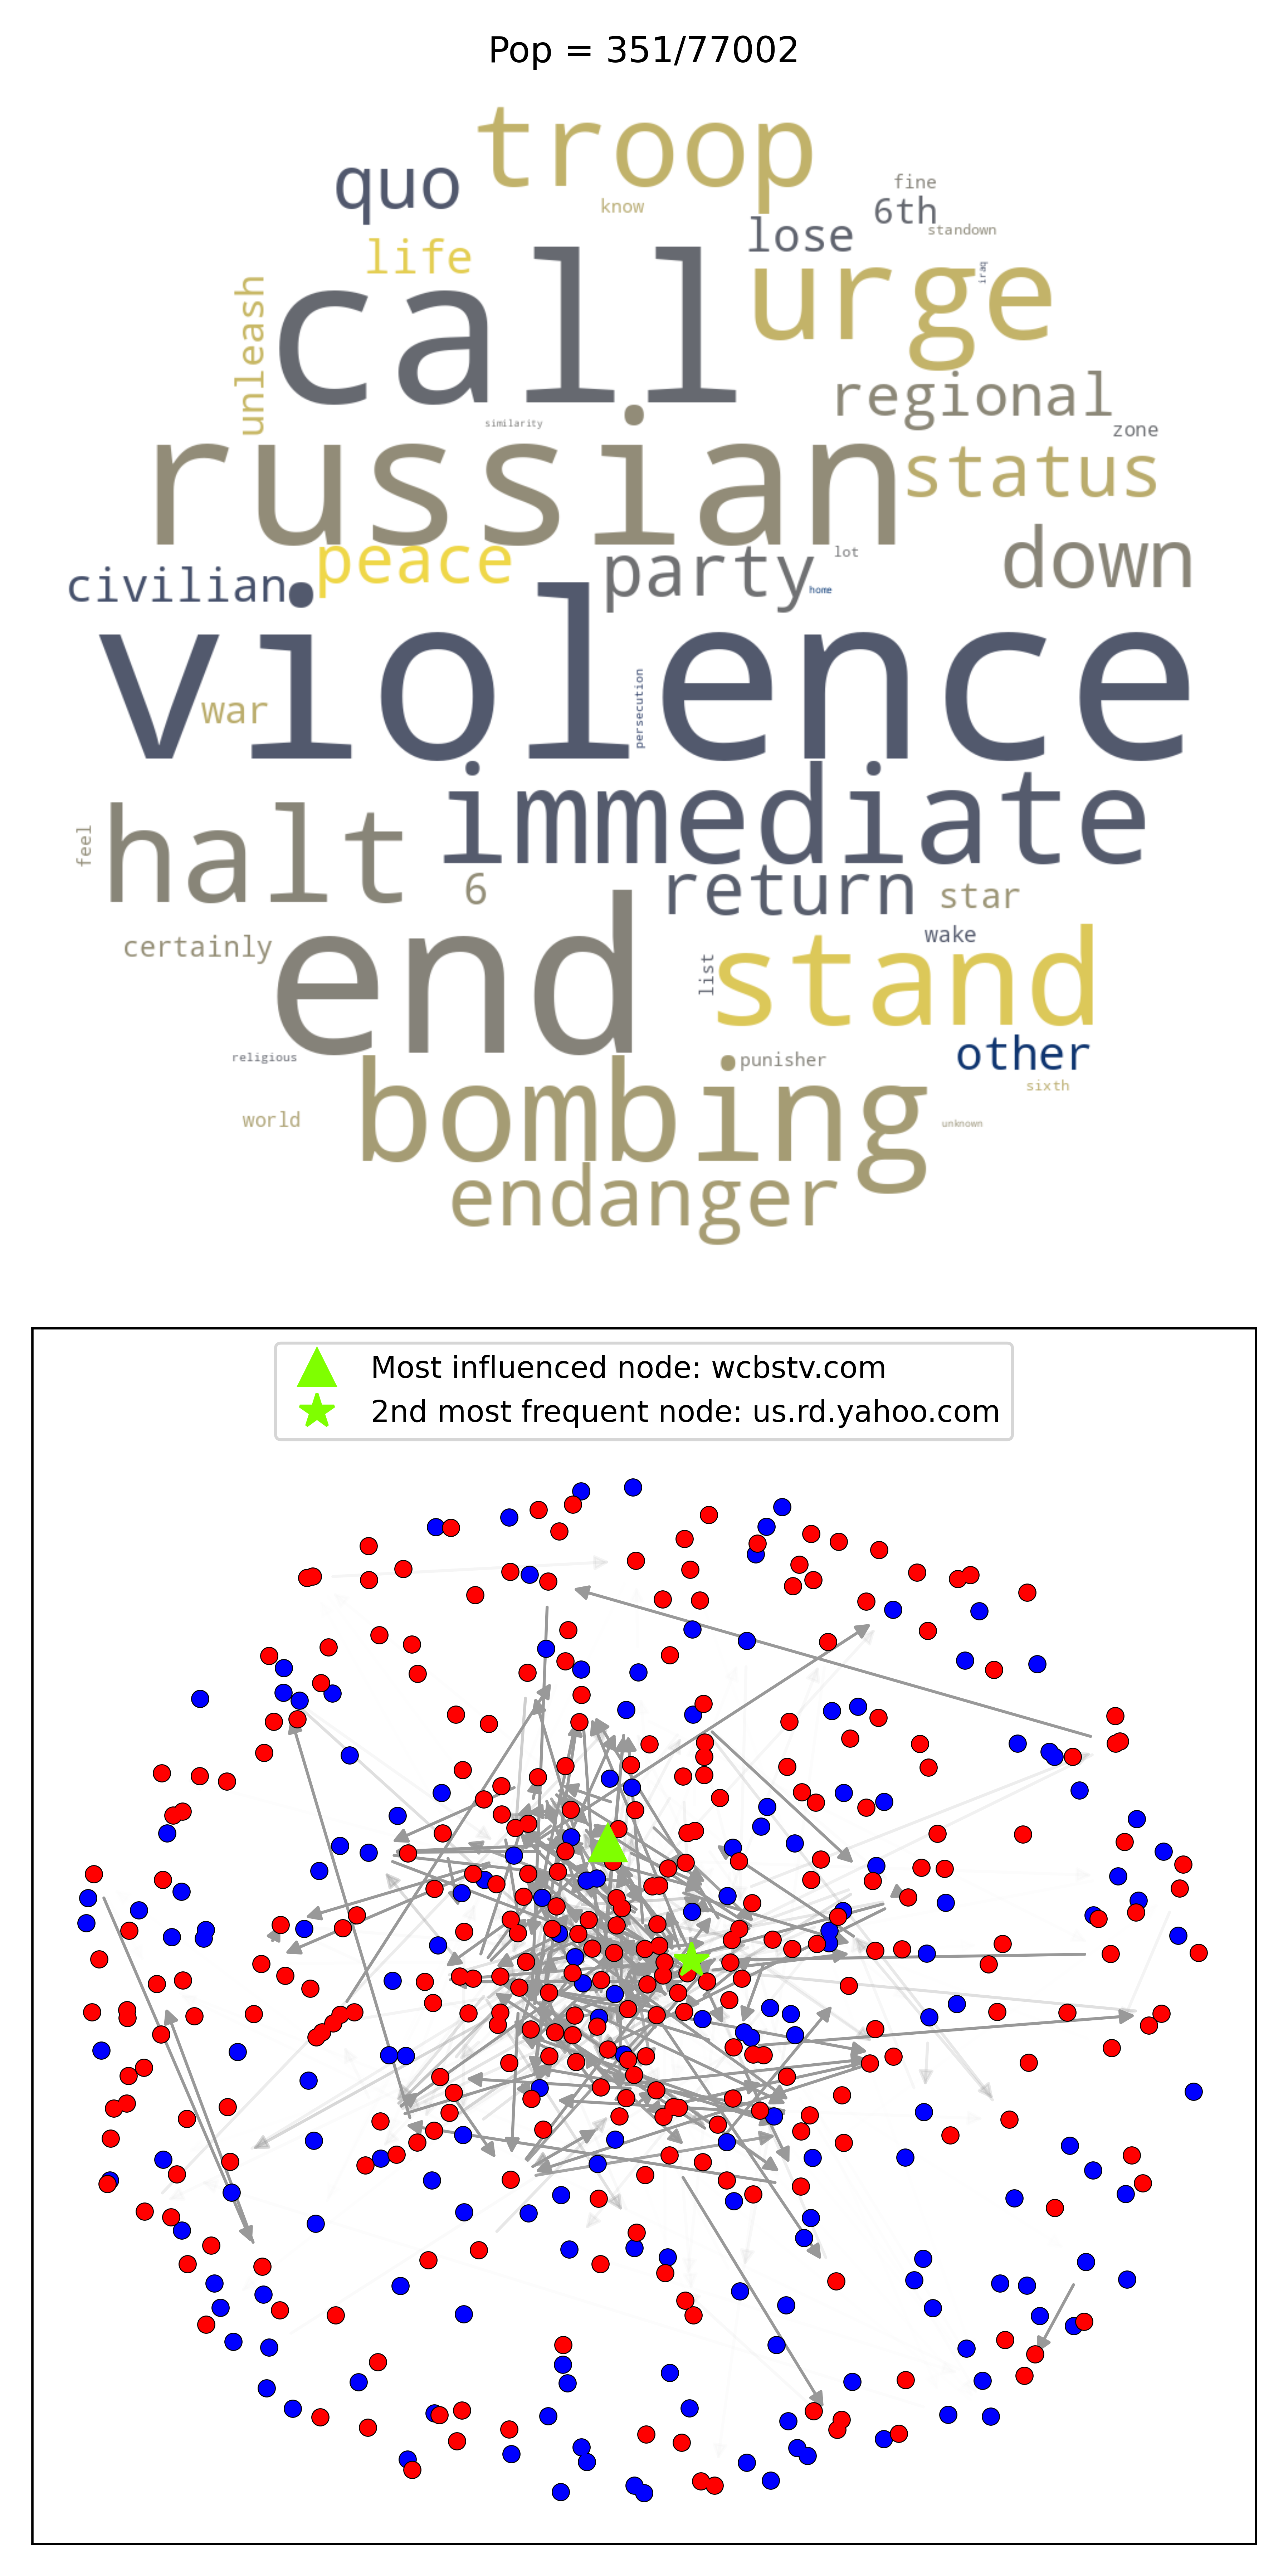 Pop = 351/77002
troop
quo
know
fine
6th
standown
lose
life
iraq
urge
unleash
call
regional
similarity
zone
russian
status
peace
party
lot
down
civilian
home
violence
persecution
war
immediate
halt
feel
6
return
star
certainly
wake
end
list
stand
religious
punisher
other
sixth
world
bombing
unknown
endanger
Most influenced node: wcbstv.com
2nd most frequent node: us.rd.yahoo.com